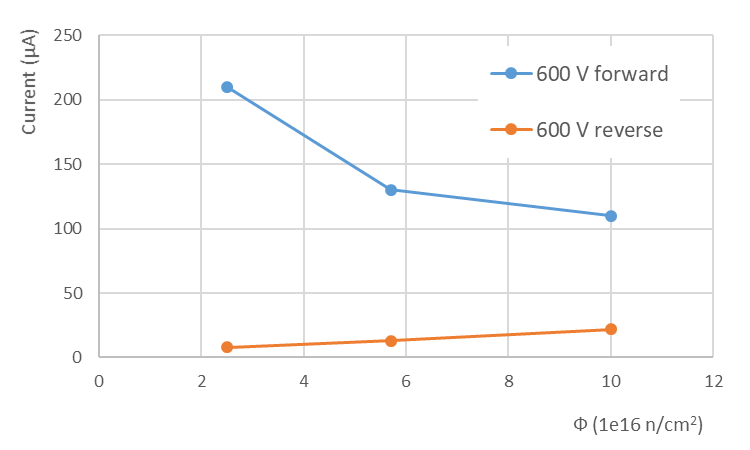 Current (µA)
250
200
150
100
50
0
600 V forward
600 V reverse
0 2 4 6 8 10 12
Φ (1e16 n/cm²)